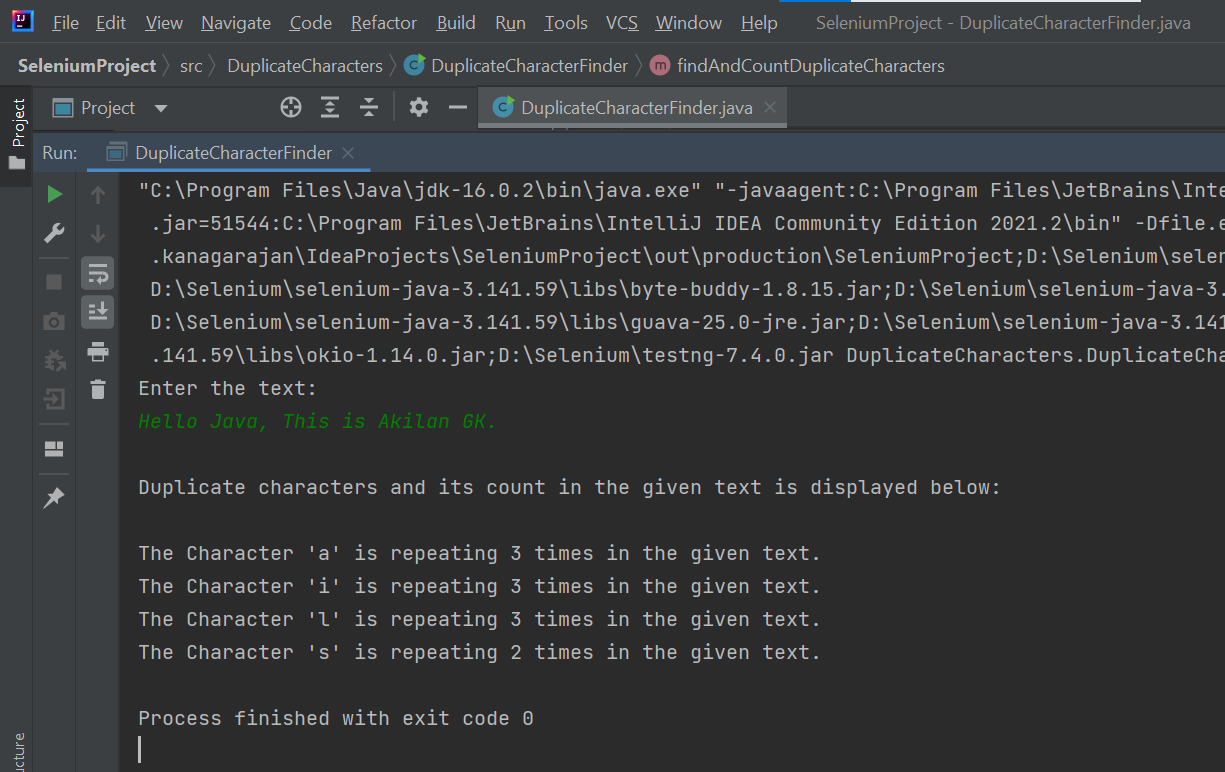 File Edit View Navigate Code Refactor Build Run Tools VCS Window Help SeleniumProject - DuplicateCharacterFinder.java
SeleniumProject src DuplicateCharacters DuplicateCharacterFinder m findAndCountDuplicateCharacters
Project
Project
DuplicateCharacterFinder.java
Run: DuplicateCharacterFinder
"C:\Program Files\Java\jdk-16.0.2\bin\java.exe" "-javaagent:C:\Program Files\JetBrains\Inte
.jar=51544:C:\Program Files\JetBrains\IntelliJ IDEA Community Edition 2021.2\bin" -Dfile.e
.kanagarajan\IdeaProjects\SeleniumProject\out\production\SeleniumProject;D:\Selenium\selen
D:\Selenium\selenium-java-3.141.59\libs\byte-buddy-1.8.15.jar;D:\Selenium\selenium-java-3.
D:\Selenium\selenium-java-3.141.59\libs\guava-25.0-jre.jar;D:\Selenium\selenium-java-3.141
.141.59\libs\okio-1.14.0.jar;D:\Selenium\testng-7.4.0.jar DuplicateCharacters.DuplicateCha
Enter the text:
Hello Java, This is Akilan GK.
Duplicate characters and its count in the given text is displayed below:
The Character 'a' is repeating 3 times in the given text.
The Character 'i' is repeating 3 times in the given text.
The Character 'l' is repeating 3 times in the given text.
The Character 's' is repeating 2 times in the given text.
Process finished with exit code 0
ucture